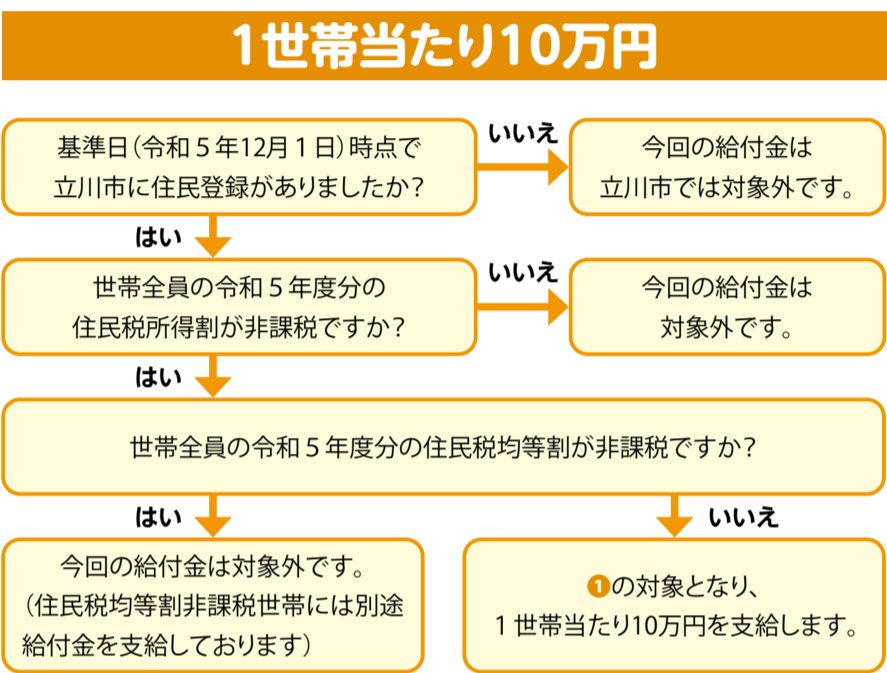 1世帯当たり10万円
基準日(令和5年12月1日)時点で
立川市に住民登録がありましたか?
いいえ
今回の給付金は
立川市では対象外です。
はい
世帯全員の令和5年度分の
住民税所得割が非課税ですか?
いいえ
今回の給付金は
対象外です。
はい
世帯全員の令和5年度分の住民税均等割が非課税ですか?
はい
いいえ
今回の給付金は対象外です。
(住民税均等割非課税世帯には別途
給付金を支給しております)
❶の対象となり、
1世帯当たり10万円を支給します。